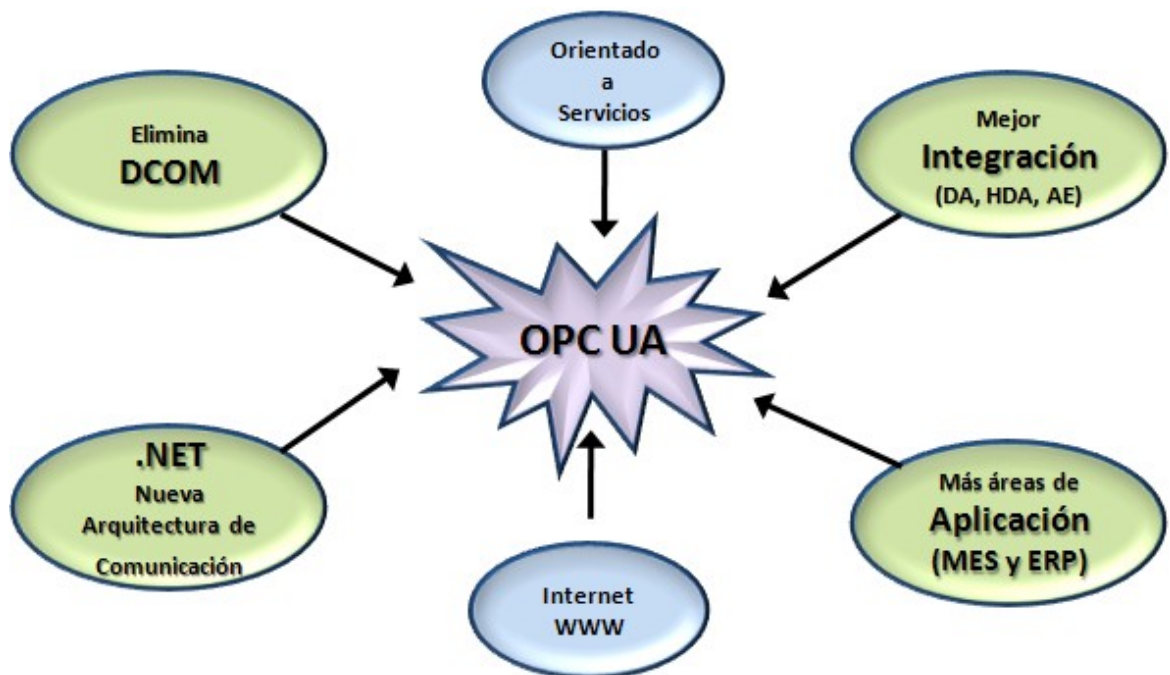 Orientado
a
Servicios
Elimina
DCOM
Mejor
Integración
(DA, HDA, AE)
OPC UA
.NET
Nueva
Arquitectura de
Comunicación
Más áreas de
Aplicación
(MES y ERP)
Internet
WWW